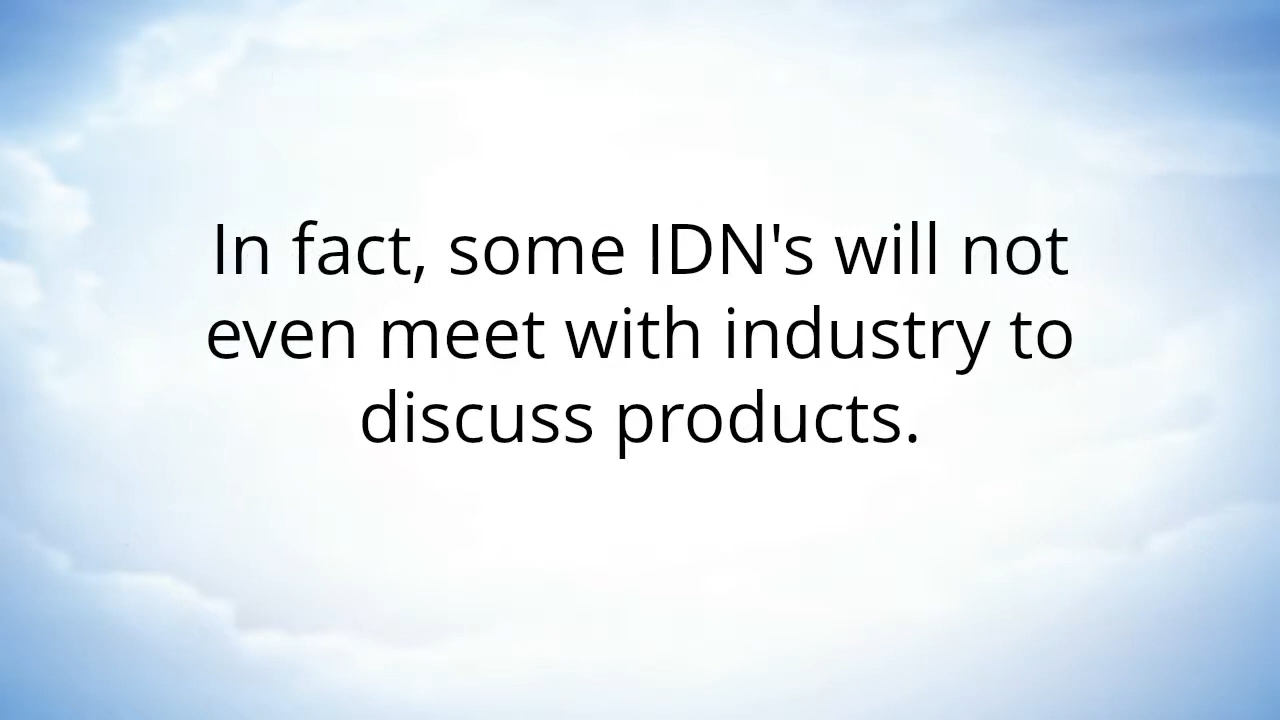 In fact, some IDN's will not
even meet with industry to
discuss products.